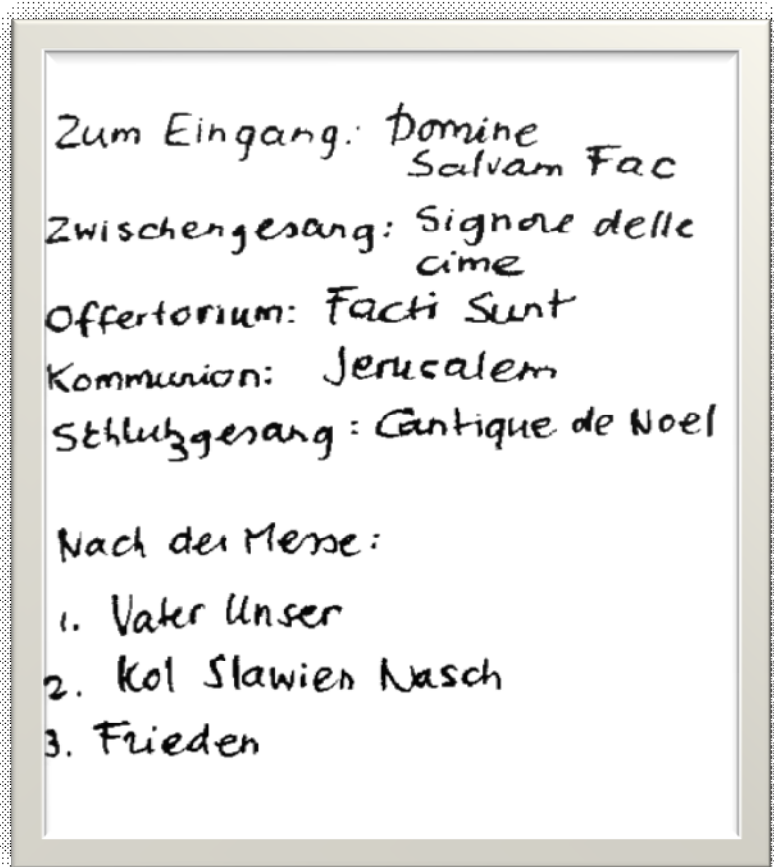 Zum Eingang: Domine
Salvam Fac
Zwischengesang: Signore delle
cime
Offertorium: Facti Sunt
Kommunion: Jerusalem
Schlußgesang: Cantique de Noel
Nach der Messe:
1. Vater Unser
2. Kol Slawien Nasch
3. Frieden